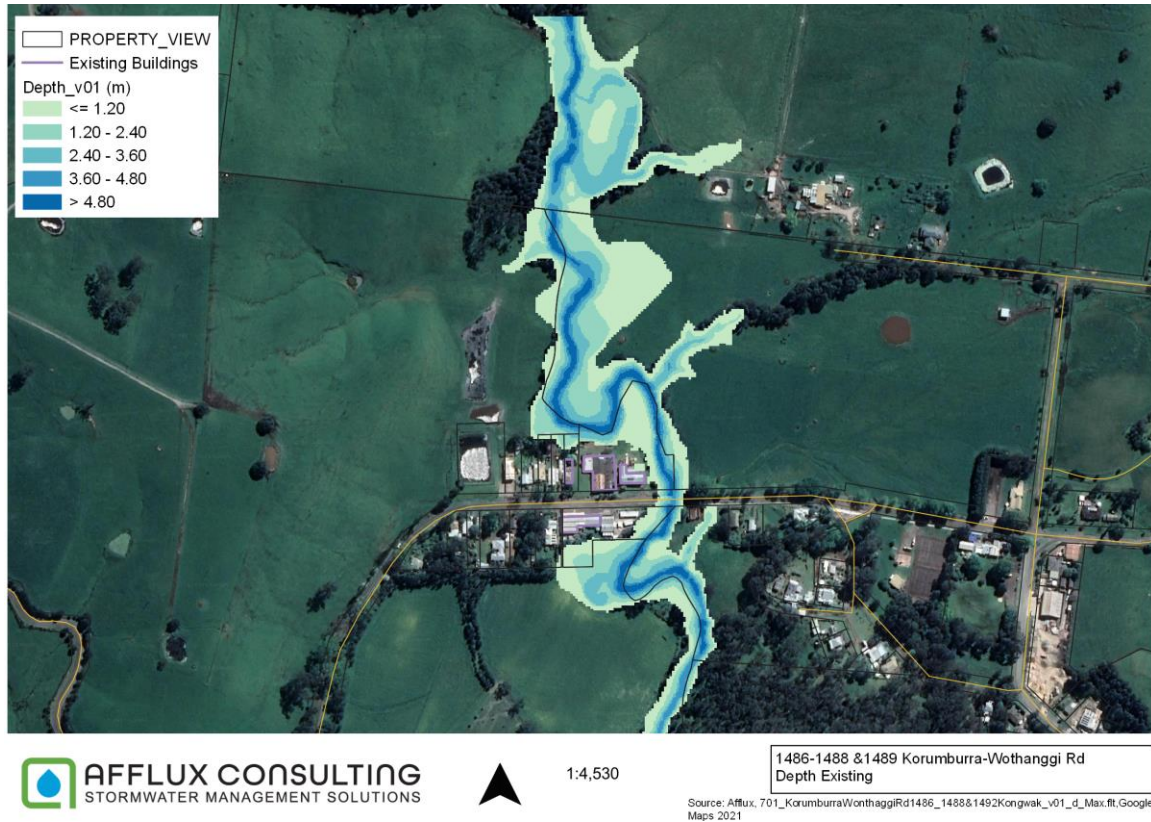 PROPERTY_VIEW
Existing Buildings
Depth_v01 (m)
<= 1.20
1.20 - 2.40
2.40 - 3.60
3.60 - 4.80
> 4.80
AFFLUX CONSULTING
STORMWATER MANAGEMENT SOLUTIONS
1:4,530
1486-1488 &1489 Korumburra-Wothanggi Rd
Depth Existing
Source: Afflux, 701_KorumburraWonthaggiRd1486_1488&1492Kongwak_v01_d_Max.flt,Google
Maps 2021